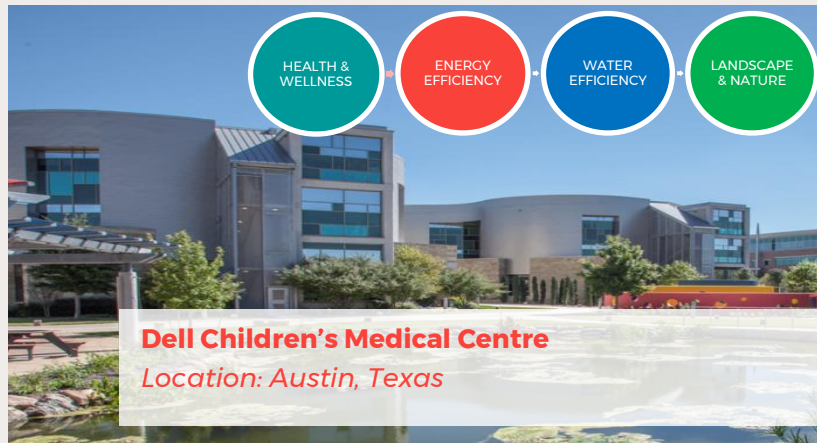 HEALTH &
WELLNESS
ENERGY
EFFICIENCY
WATER
EFFICIENCY
LANDSCAPE
& NATURE
Dell Children’s Medical Centre
Location: Austin, Texas